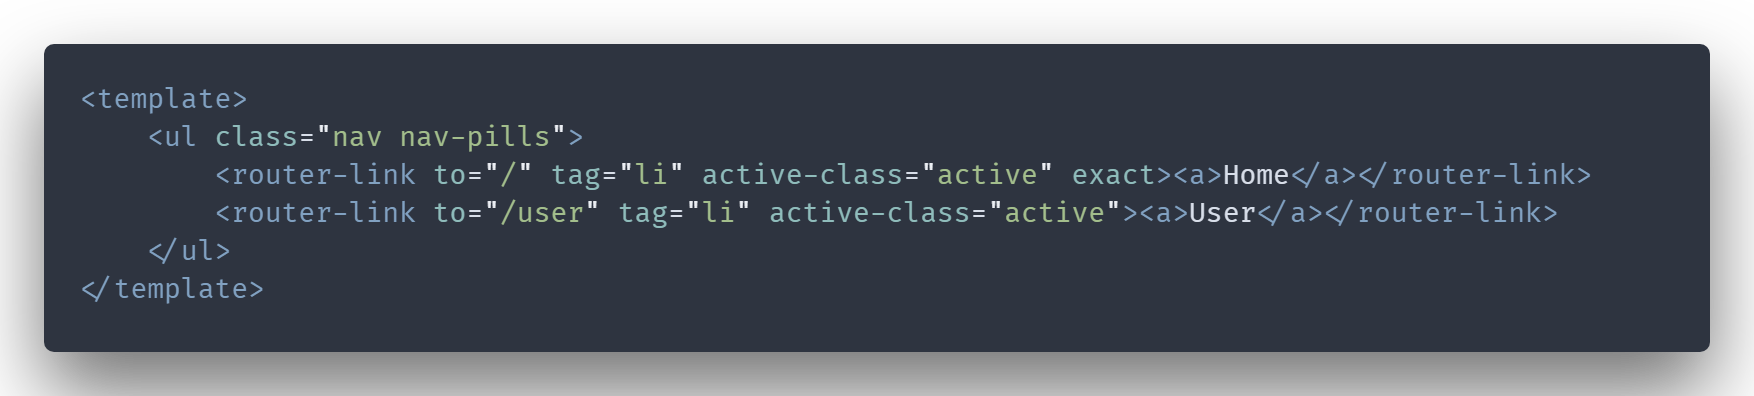 <template>
    <ul class="nav nav-pills">
        <router-link to="/" tag="li" active-class="active" exact><a>Home</a></router-link>
        <router-link to="/user" tag="li" active-class="active"><a>User</a></router-link>
    </ul>
</template>